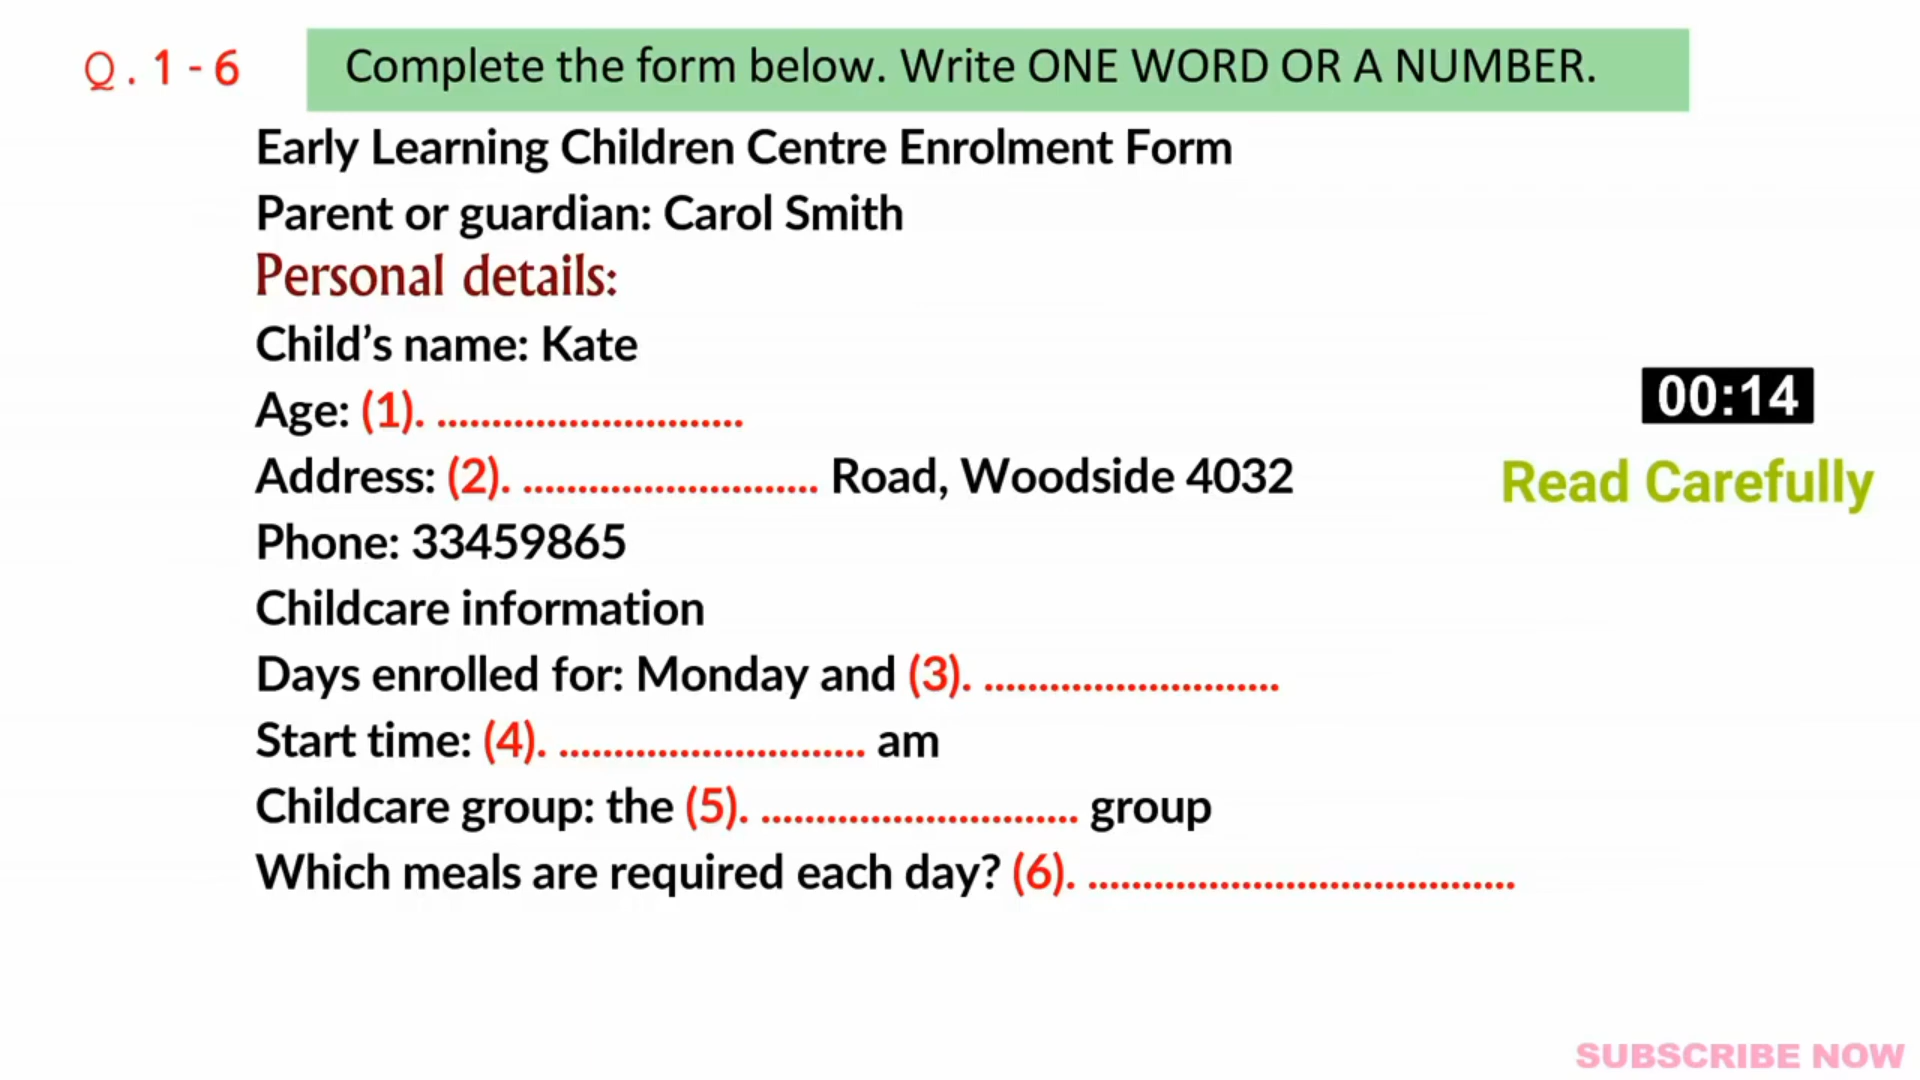 Q. 1 - 6
Complete the form below. Write ONE WORD OR A NUMBER.
Early Learning Children Centre Enrolment Form
Parent or guardian: Carol Smith
Personal details:
Child’s name: Kate
Age: (1). ............................
00:14
Address: (2). ........................... Road, Woodside 4032
Read Carefully
Phone: 33459865
Childcare information
Days enrolled for: Monday and (3). ...........................
Start time: (4). ............................ am
Childcare group: the (5). ............................. group
Which meals are required each day? (6). .......................................
SUBSCRIBE NOW